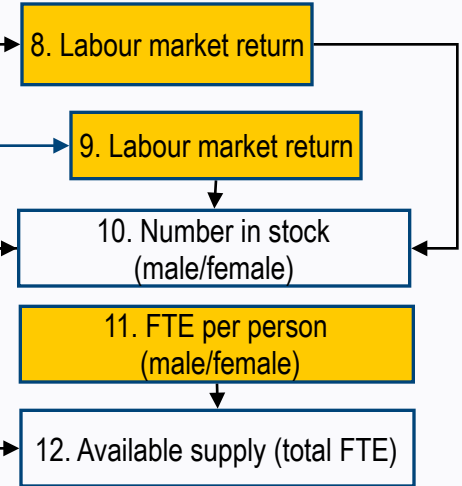 8. Labour market return
9. Labour market return
10. Number in stock
(male/female)
11. FTE per person
(male/female)
12. Available supply (total FTE)